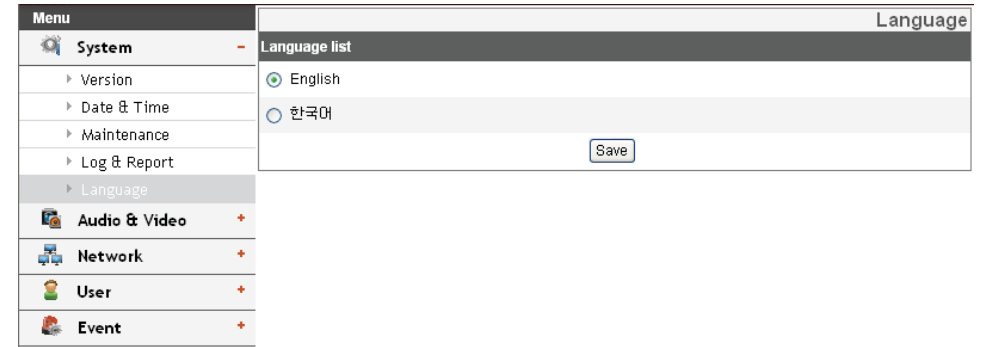 Menu
System
Version
Date & Time
Maintenance
Log & Report
Language
Audio & Video
Network
User
Event
Language
Language list
English
한국어
Save